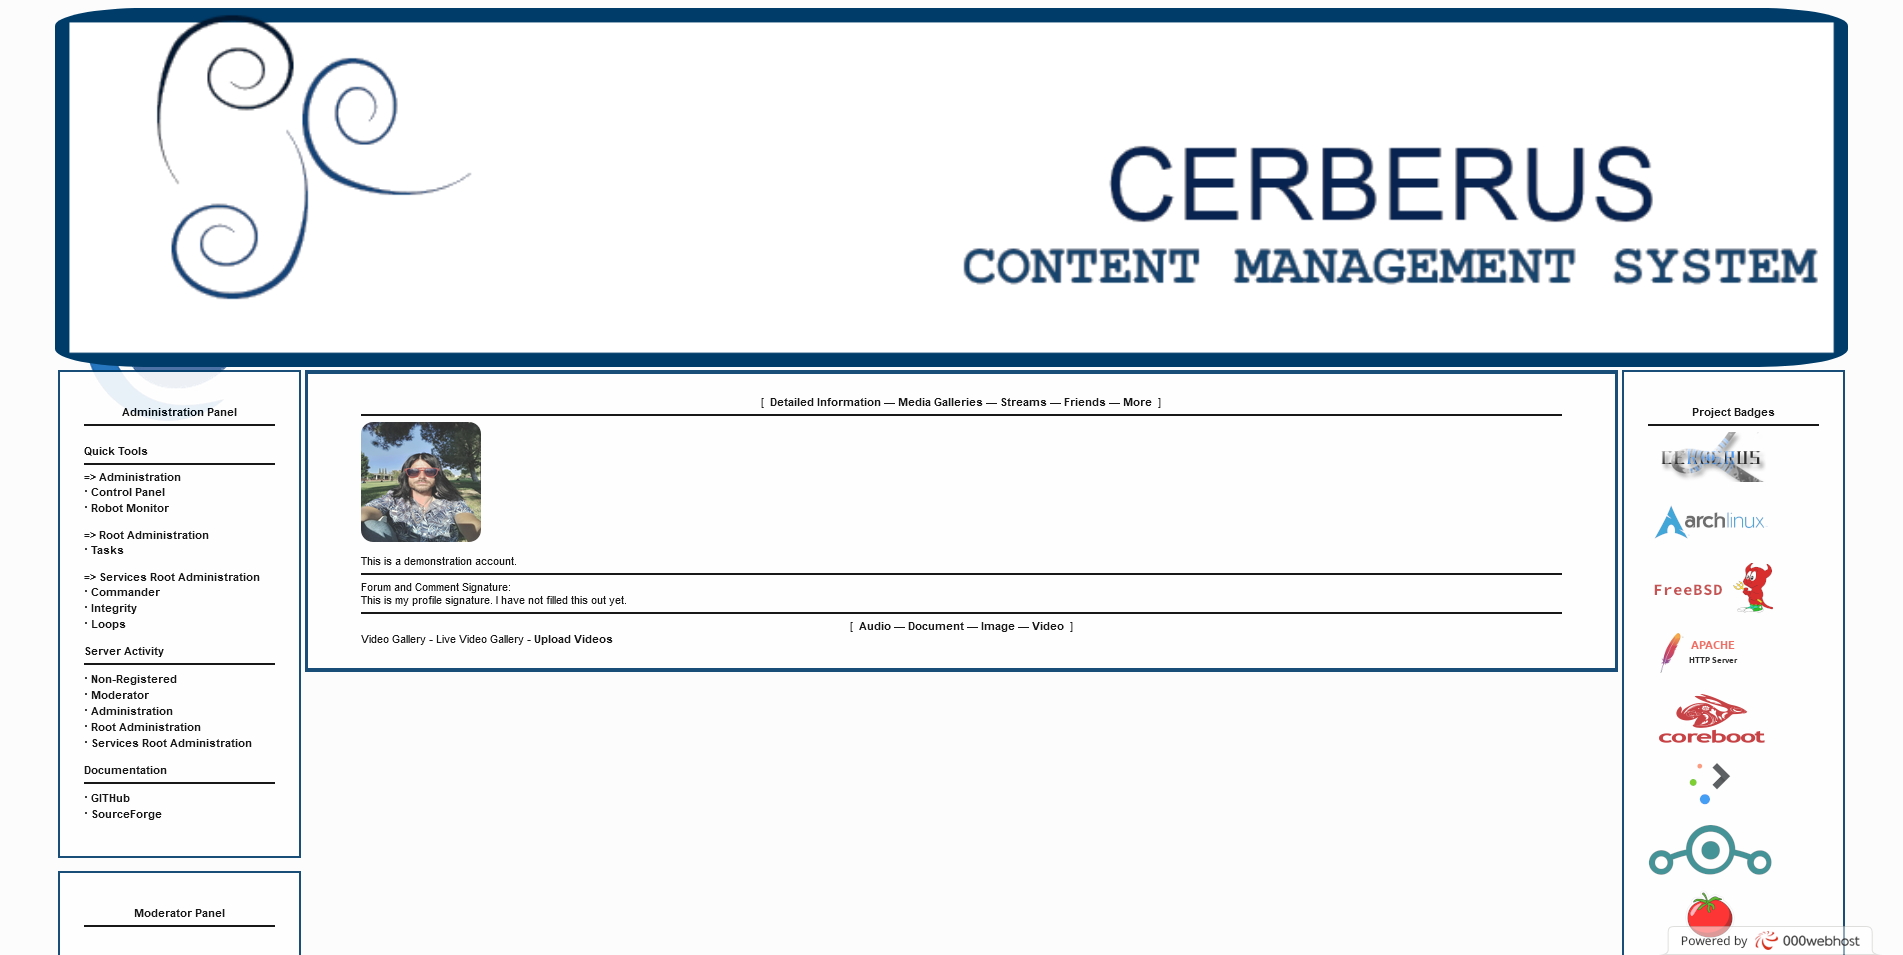 CERBERUS
CONTENT MANAGEMENT SYSTEM
Administration Panel
Quick Tools
=> Administration
· Control Panel
· Robot Monitor
=> Root Administration
· Tasks
=> Services Root Administration
· Commander
· Integrity
· Loops
Server Activity
· Non-Registered
· Moderator
· Administration
· Root Administration
· Services Root Administration
Documentation
· GITHub
· SourceForge
Moderator Panel
[ Detailed Information — Media Galleries — Streams — Friends — More ]
This is a demonstration account.
Forum and Comment Signature:
This is my profile signature. I have not filled this out yet.
[ Audio — Document — Image — Video ]
Video Gallery - Live Video Gallery - Upload Videos
Project Badges
CERBERUS
archlinux
FreeBSD
APACHE
HTTP Server
coreboot
Powered by 000webhost